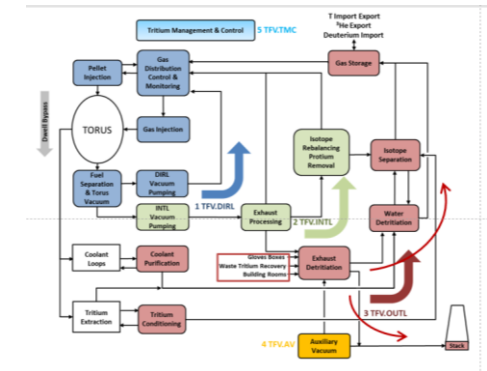 T Import Export
³He Export
Deuterium Import
Tritium Management & Control
5 TFV.TMC
Pellet
Injection
Gas
Distribution
Control &
Monitoring
Gas Storage
Dwell Bypass
TORUS
Gas Injection
Isotope
Rebalancing
Protium
Removal
Isotope
Separation
Fuel
Separation
& Torus
Vacuum
DIRL
Vacuum
Pumping
1 TFV.DIRL
INTL
Vacuum
Pumping
Exhaust
Processing
2 TFV.INTL
Water
Detritiation
Coolant
Loops
Coolant
Purification
Gloves Boxes
Waste Tritium Recovery
Building Rooms
Exhaust
Detritiation
Tritium
Extraction
Tritium
Conditioning
3 TFV.OUTL
4 TFV.AV
Auxiliary
Vacuum
Stack